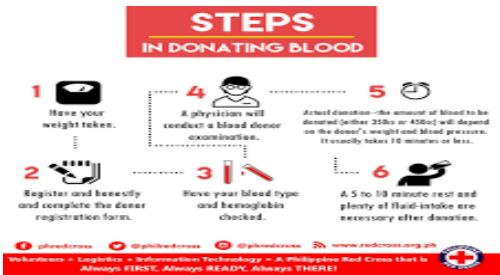 STEPS
IN DONATING BLOOD
1
Have your
weight taken.
2
Register and honestly
and complete the donor
registration form.
3
Have your blood type
and hemoglobin
checked.
4
A physician will
conduct a blood donor
examination.
5
Actual donation—the amount of blood to be
donated (either 350cc or 450cc) will depend
on the donor's weight and blood pressure.
It usually takes 10 minutes or less.
6
A 5 to 10 minute rest and
plenty of fluid-intake are
necessary after donation.
phredcross
@philredcross
@phredcross
www.redcross.org.ph
Volunteers + Logistics + Information Technology = A Philippine Red Cross that is
Always FIRST, Always READY, Always THERE!